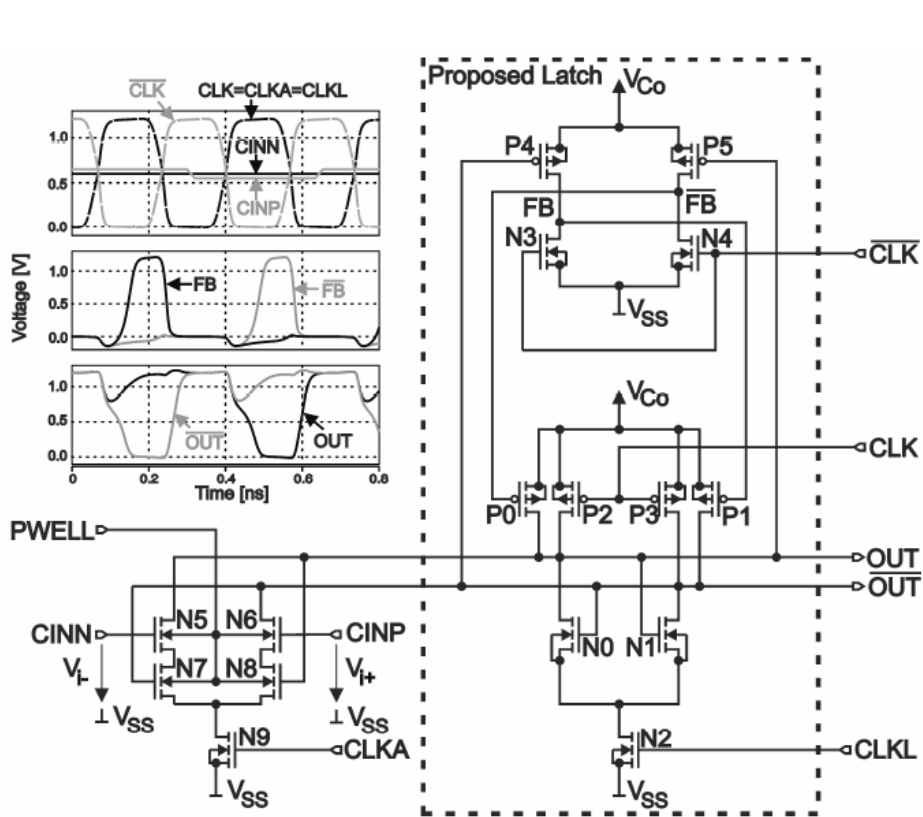 Proposed Latch
V̅Co
CLK̅
CLK=CLKA=CLKL
CINN
CINP
1.0
0.5
0.0
FB
FB̅
1.0
0.5
0.0
OUT̅
OUT
1.0
0.5
0.0
0 0.2 0.4 0.6 0.8
Time [ns]
Voltage [V]
P4 P5
FB FB̅
N3 N4
CLK̅
VSS
VCo
CLK
P0 P2 P3 P1
PWELL
OUT
OUT̅
CINN N5 N6 CINP
N0 N1
Vi- N7 N8 Vi+
VSS VSS
N9 CLKA
N2 CLKL
VSS VSS